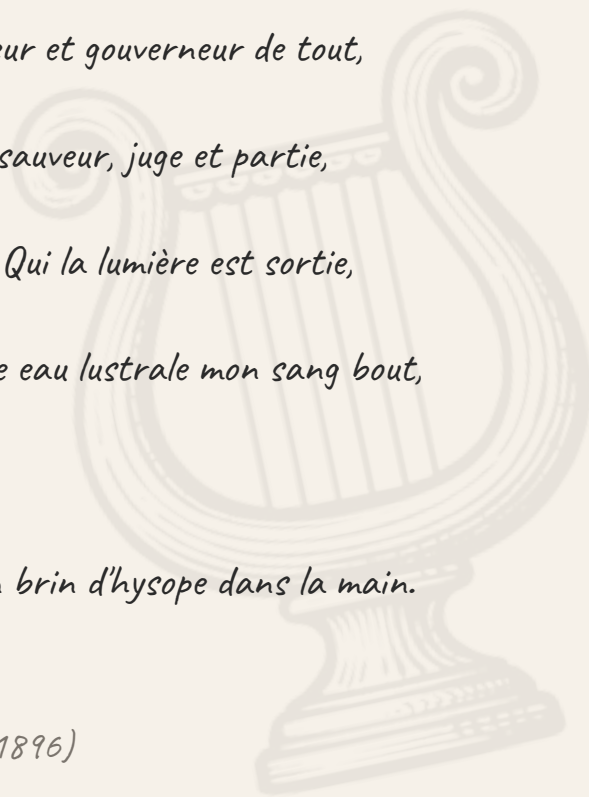 et gouverneur de tout,
sauveur, juge et partie,
Qui la lumière est sortie,
eau lustrale mon sang bout,
brin d'hysope dans la main.
1896)